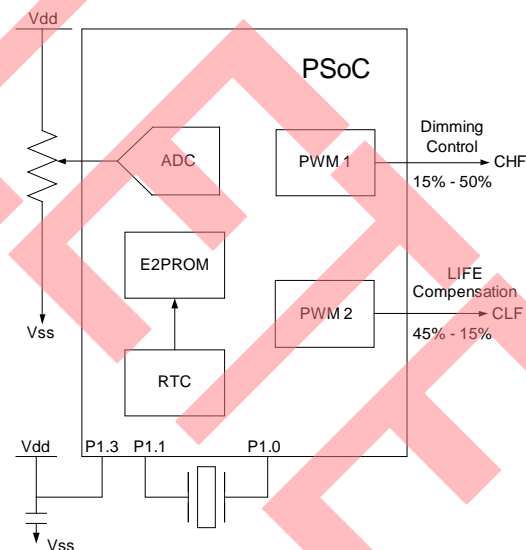 Vdd
PSoC
ADC
PWM 1
Dimming
Control
CHF
15% - 50%
E2PROM
LIFE
Compensation
PWM 2
CLF
45% - 15%
Vss
RTC
Vdd
P1.3
P1.1
P1.0
Vss